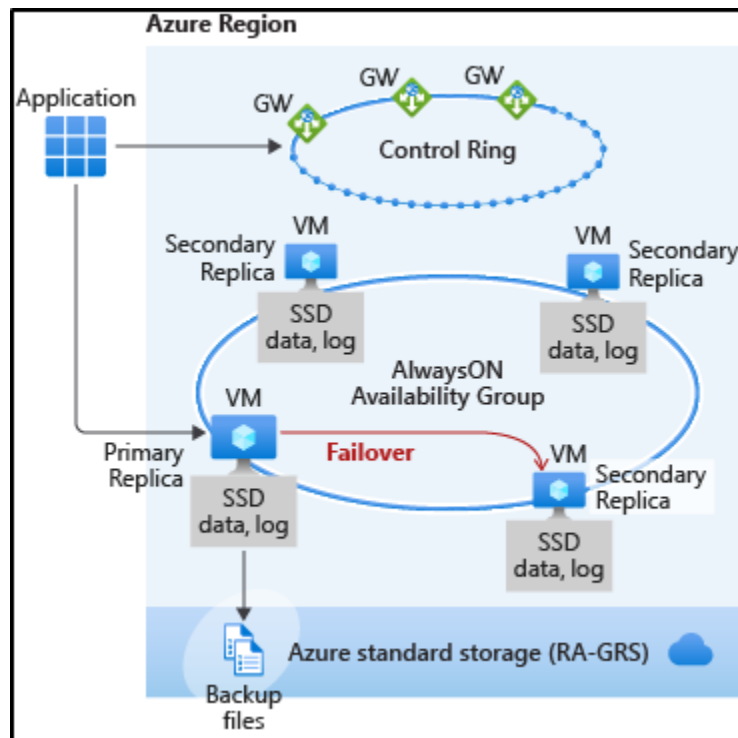 Azure Region
Application
GW
GW
GW
Control Ring
VM
Secondary
Replica
SSD
data, log
VM
Secondary
Replica
SSD
data, log
AlwaysON
Availability Group
VM
Primary
Replica
SSD
data, log
Failover
VM
Secondary
Replica
SSD
data, log
Azure standard storage (RA-GRS)
Backup
files